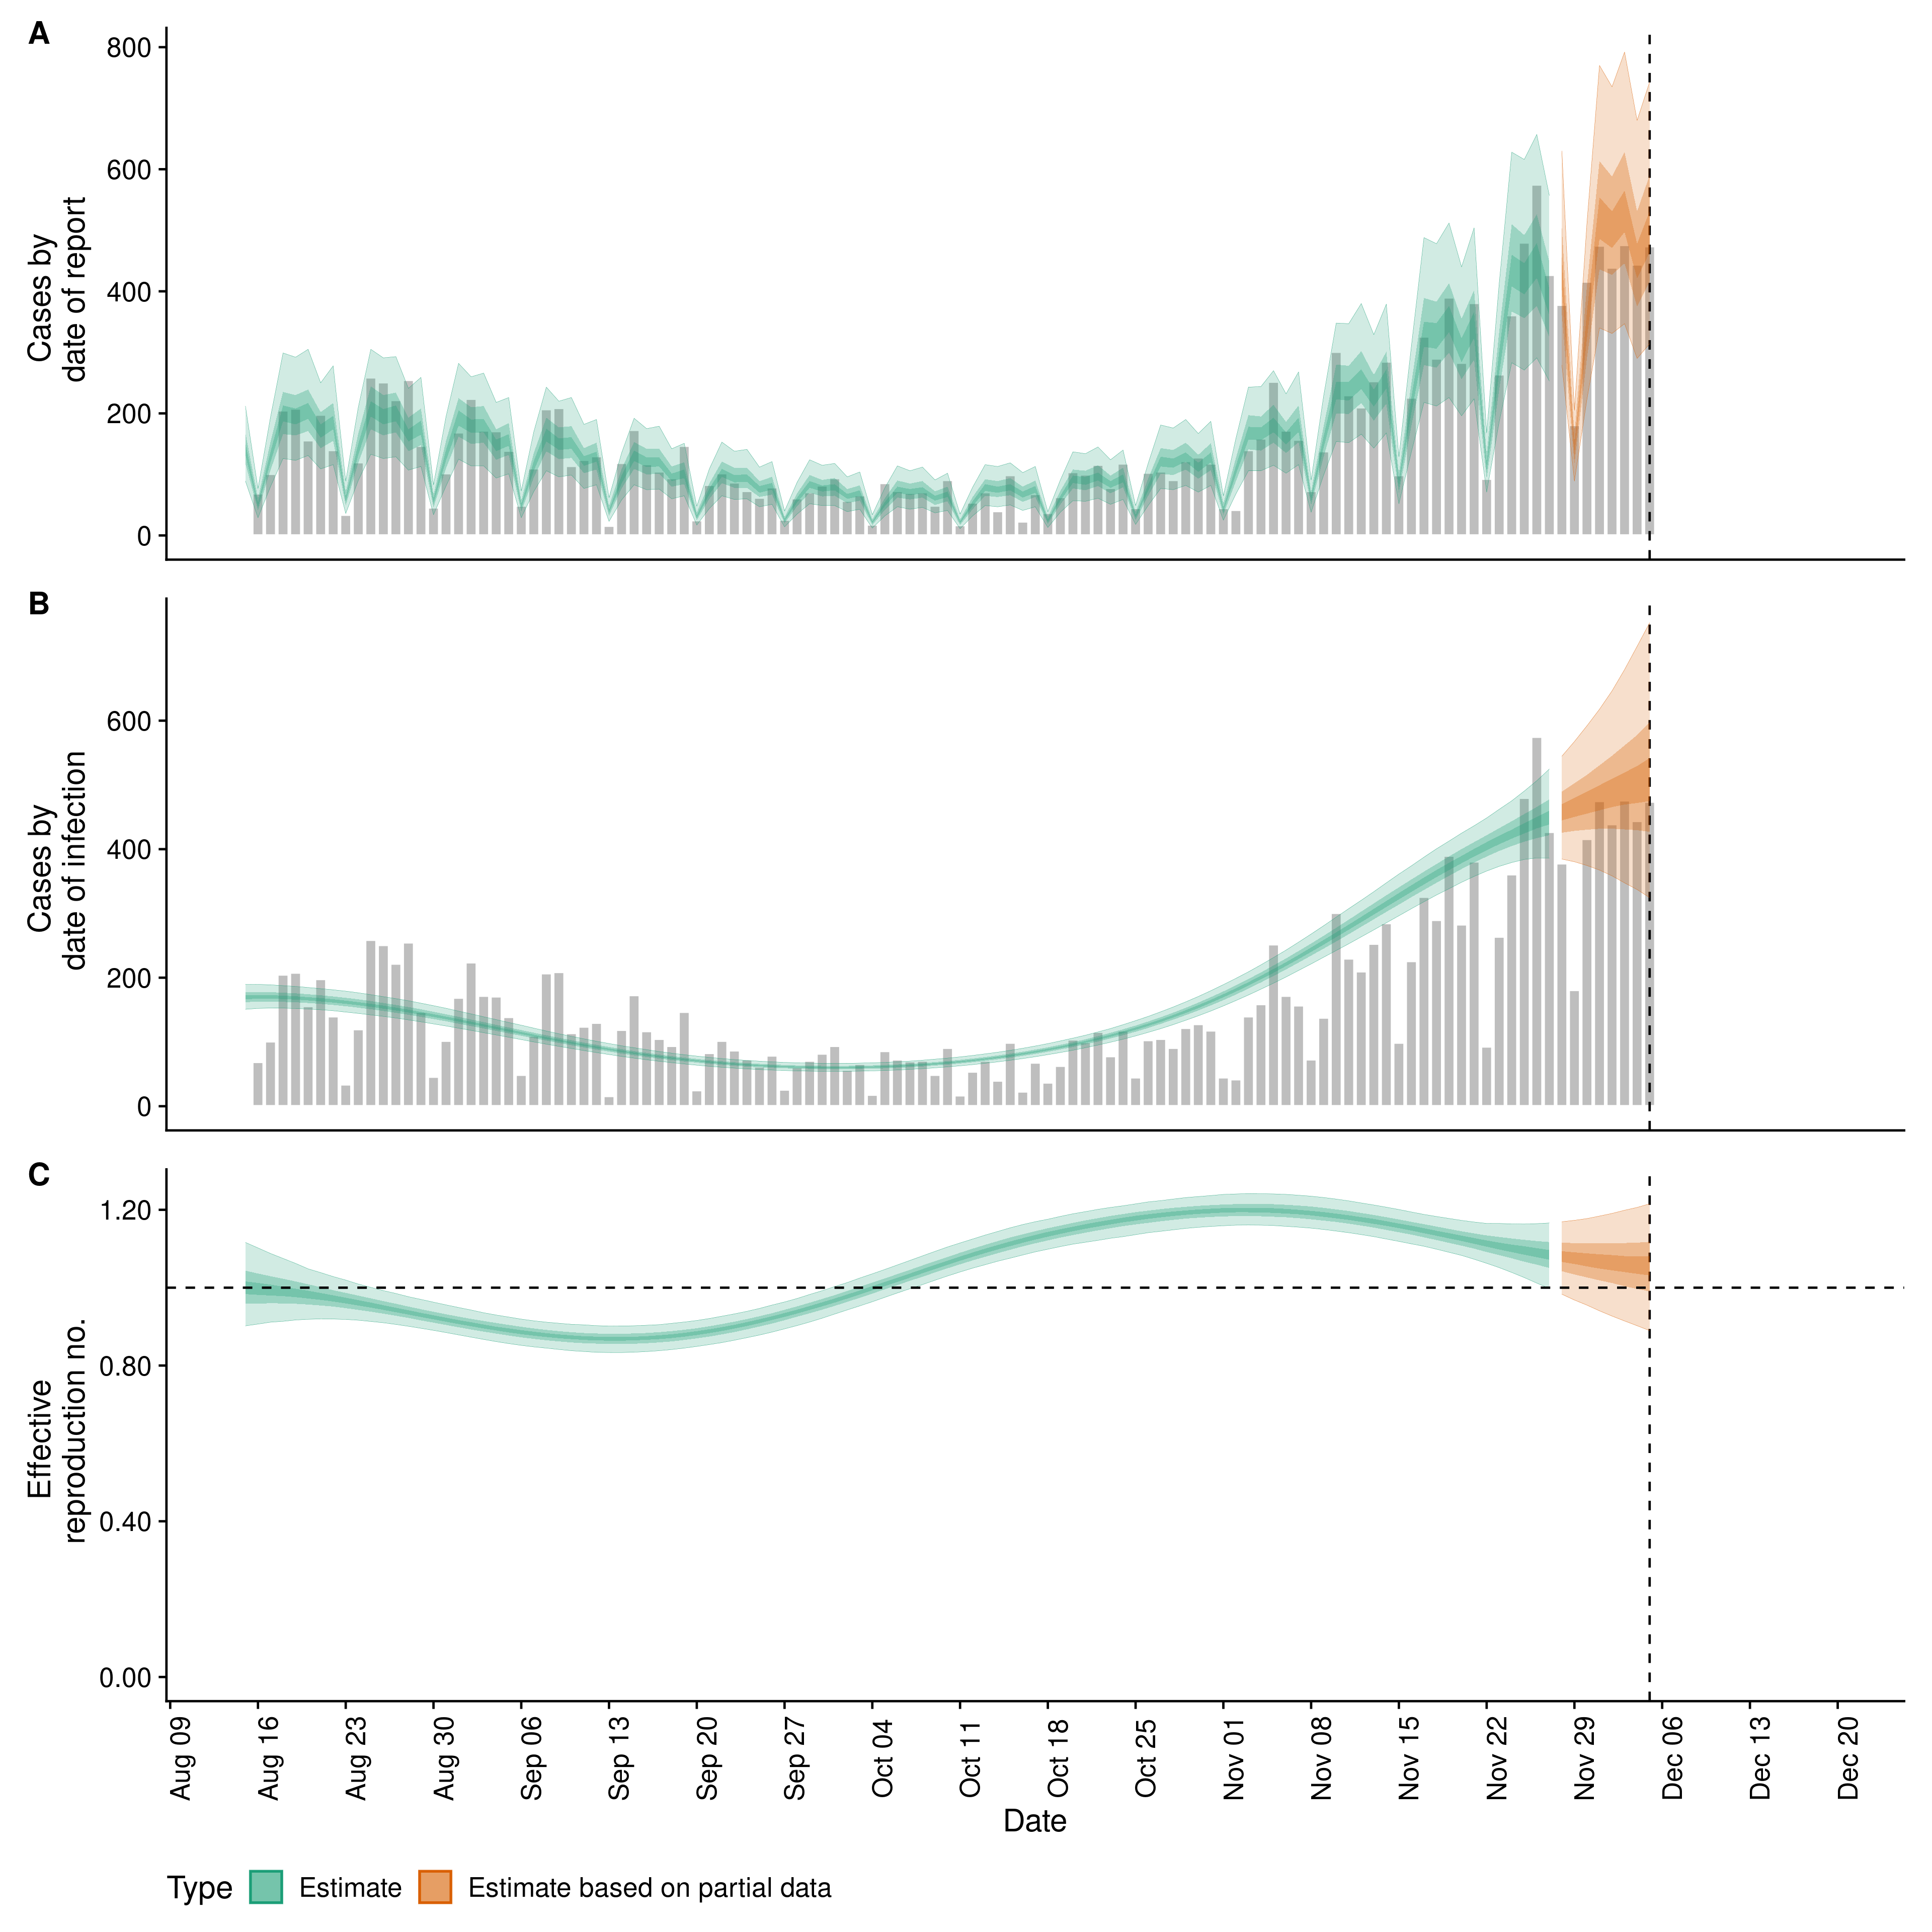 A
800
600
400
200
0
Cases by
date of report
B
600
400
200
0
Cases by
date of infection
C
1.20
0.80
0.40
0.00
Effective
reproduction no.
Aug 09
Aug 16
Aug 23
Aug 30
Sep 06
Sep 13
Sep 20
Sep 27
Oct 04
Oct 11
Oct 18
Oct 25
Nov 01
Nov 08
Nov 15
Nov 22
Nov 29
Dec 06
Dec 13
Dec 20
Date
Type Estimate Estimate based on partial data